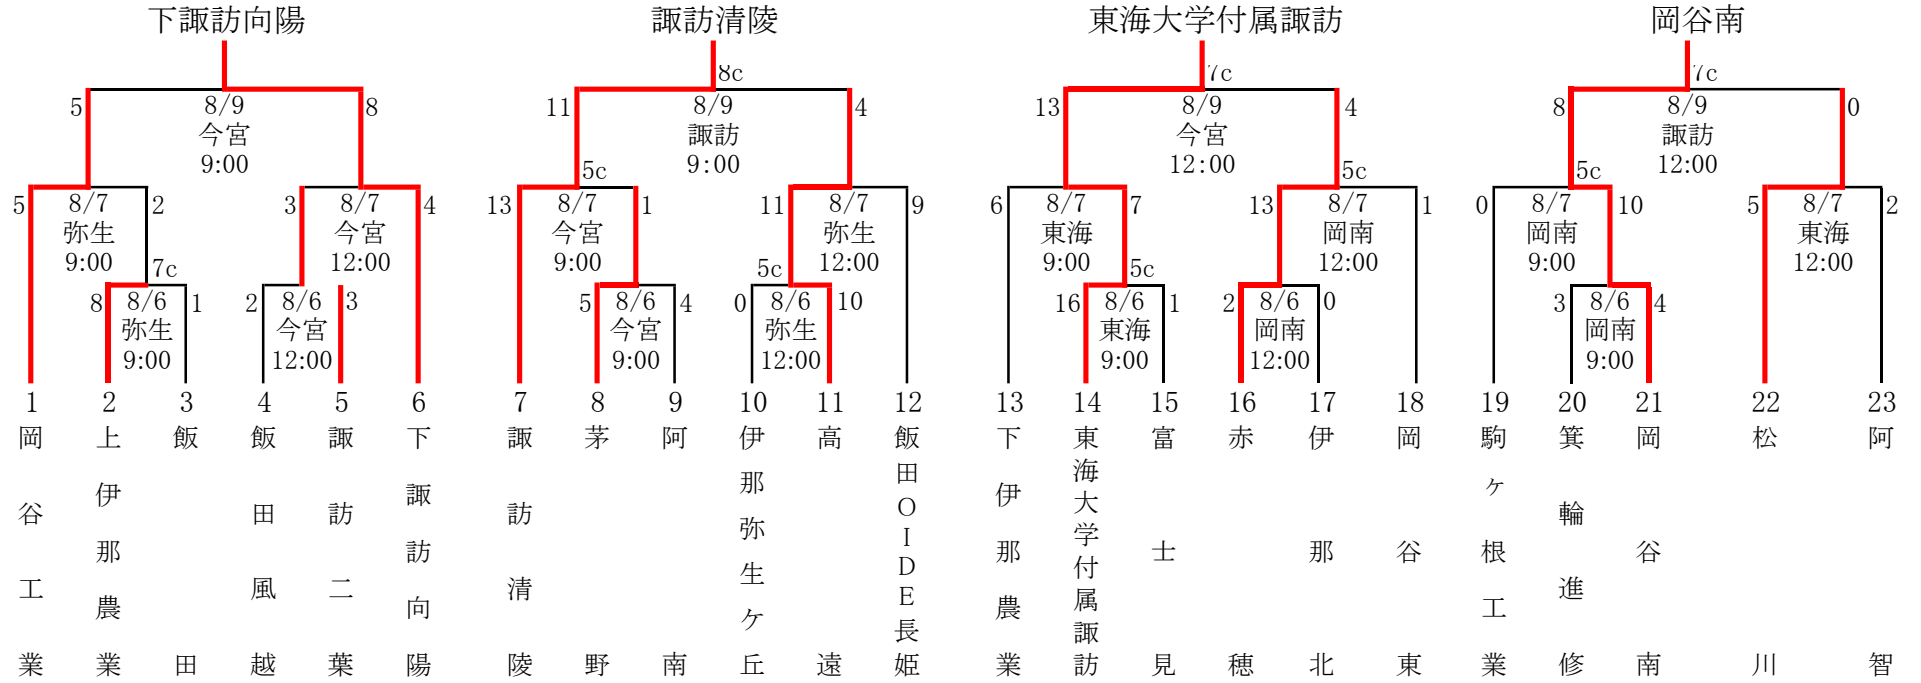 下諏訪向陽 諏訪清陵 東海大学付属諏訪 岡谷南
8c 7c 7c
5 8/9 8 11 8/9 4 13 8/9 4 8 8/9 0
今宮 諏訪 今宮 諏訪
9:00 9:00 12:00 12:00
5c 5c 5c
5 8/7 2 3 8/7 4 13 8/7 1 11 8/7 9 6 8/7 7 13 8/7 1 0 8/7 10 5 8/7 2
弥生 今宮 今宮 弥生 東海 岡南 岡南 東海
9:00 12:00 9:00 12:00 9:00 12:00 9:00 12:00
7c 5c 5c
8 8/6 1 2 8/6 3 5 8/6 4 0 8/6 10 16 8/6 1 2 8/6 0 3 8/6 4
弥生 今宮 今宮 弥生 東海 岡南 岡南
9:00 12:00 9:00 12:00 9:00 12:00 9:00
1 2 3 4 5 6 7 8 9 10 11 12 13 14 15 16 17 18 19 20 21 22 23
岡谷工業
上伊那農業
飯田
飯田風越
諏訪二葉
下諏訪向陽
諏訪清陵
茅野
阿南
伊那弥生ケ丘
高遠
飯田OIDE長姫
下伊那農業
東海大学付属諏訪
富士見
赤穂
伊那北
岡谷東
駒ヶ根工業
箕輪進修
岡谷南
松川
阿智